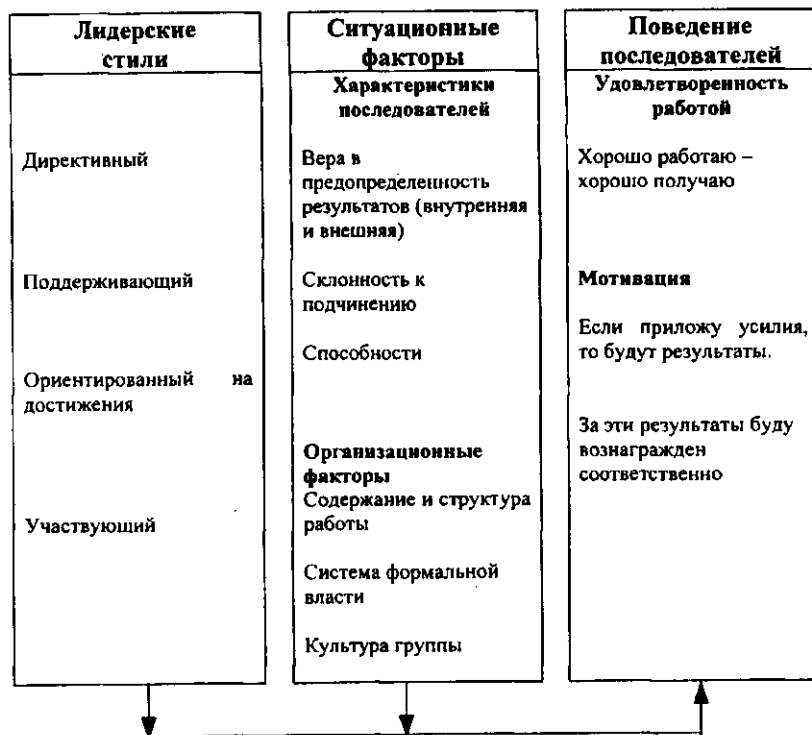 Лидерские
стили
Директивный
Поддерживающий
Ориентированный на
достижения
Участвующий
Ситуационные
факторы
Характеристики
последователей
Вера в
предопределенность
результатов (внутренняя
и внешняя)
Склонность к
подчинению
Способности
Организационные
факторы
Содержание и структура
работы
Система формальной
власти
Культура группы
Поведение
последователей
Удовлетворенность
работой
Хорошо работаю –
хорошо получаю
Мотивация
Если приложу усилия,
то будут результаты.
За эти результаты буду
вознагражден
соответственно